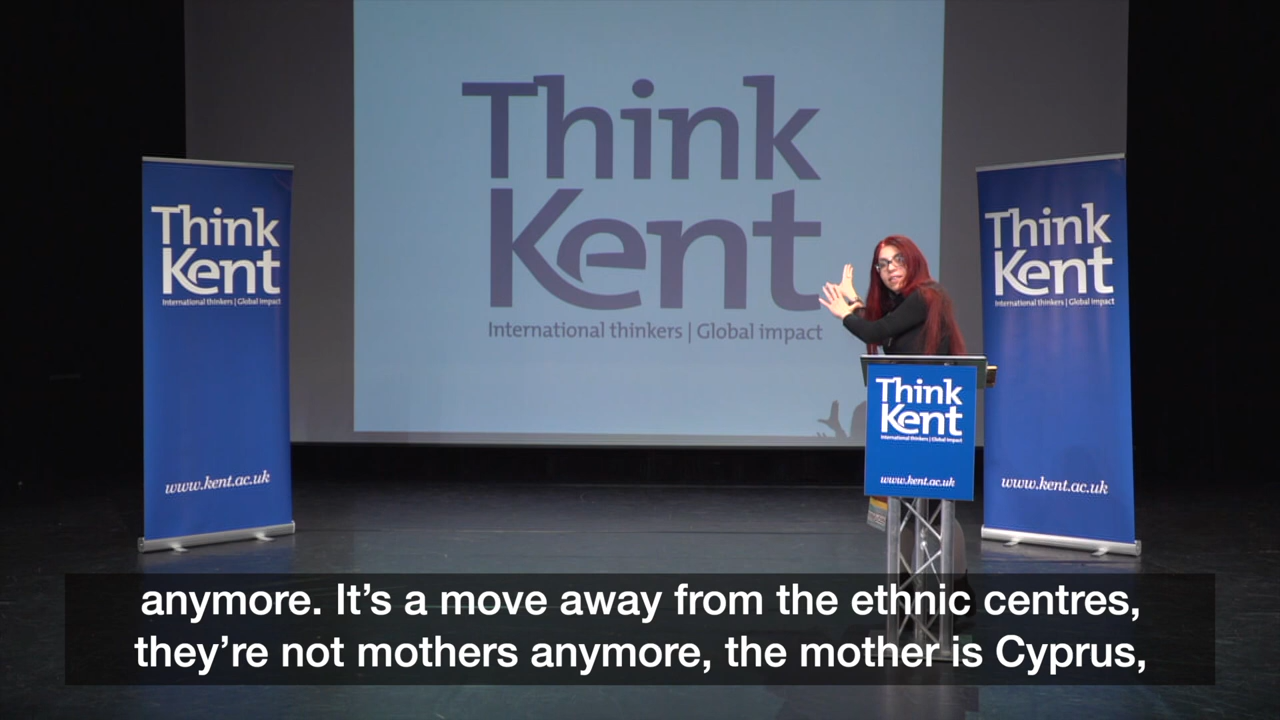 Think
Kent
International thinkers | Global impact
Think
Kent
International thinkers | Global impact
www.kent.ac.uk
Think
Kent
International thinkers | Global impact
www.kent.ac.uk
Think
Kent
International thinkers | Global impact
www.kent.ac.uk
anymore. It’s a move away from the ethnic centres,
they’re not mothers anymore, the mother is Cyprus,